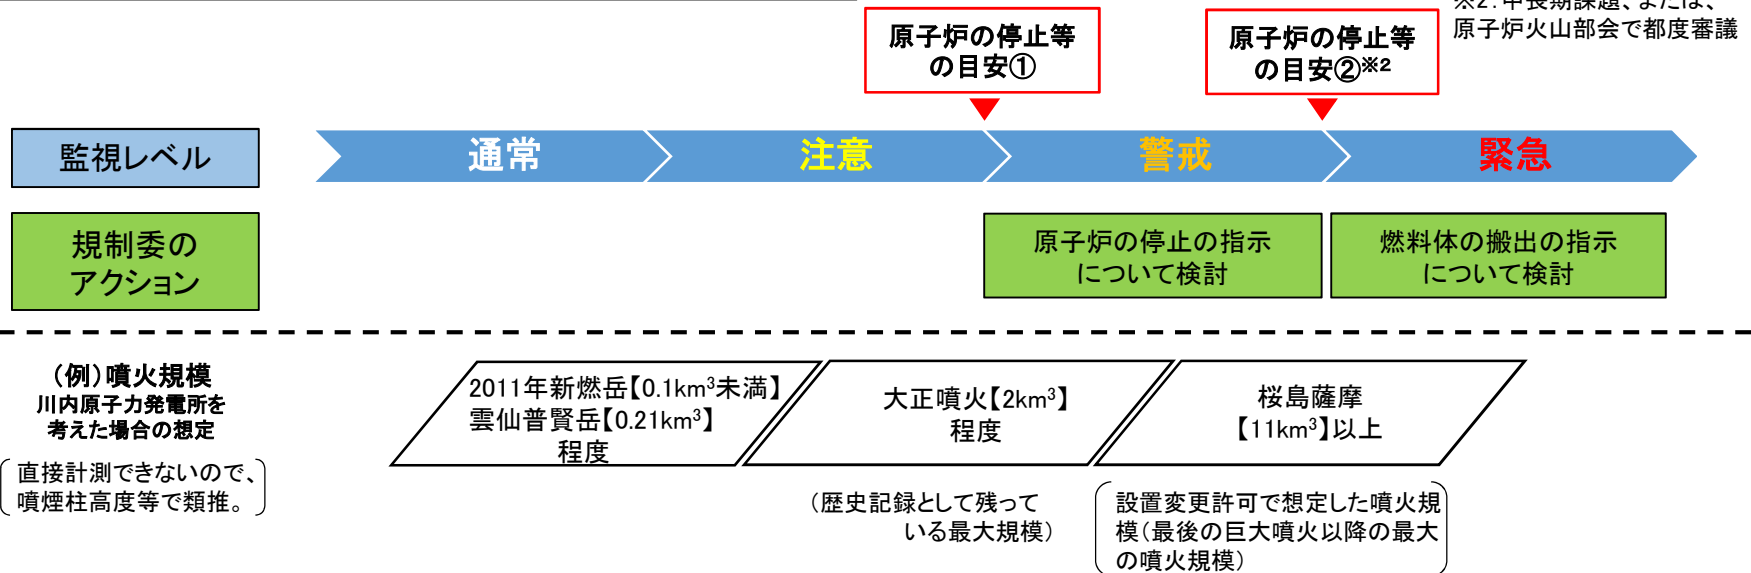 ※2：中長期課題、または、
原子炉火山部会で都度審議
原子炉の停止等
の目安①
原子炉の停止等
の目安②※2
監視レベル
通常
注意
警戒
緊急
規制委の
アクション
原子炉の停止の指示
について検討
燃料体の搬出の指示
について検討
（例）噴火規模
川内原子力発電所を
考えた場合の想定
直接計測できないので、
噴煙柱高度等で類推。
2011年新燃岳【0.1km³未満】
雲仙普賢岳【0.21km³】
程度
大正噴火【2km³】
程度
桜島薩摩
【11km³】以上
（歴史記録として残って
いる最大規模）
設置変更許可で想定した噴火規
模（最後の巨大噴火以降の最大
の噴火規模）